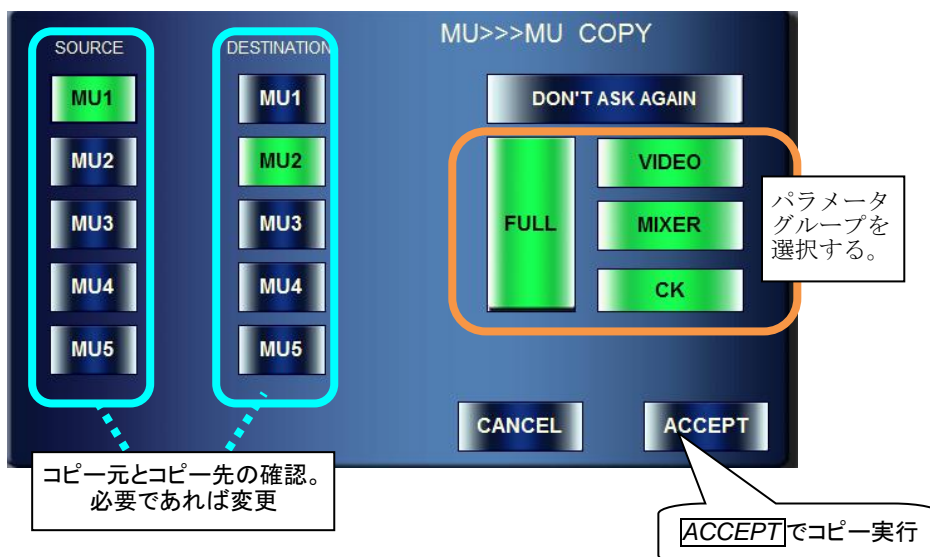 MU>>>MU COPY
SOURCE
DESTINATION
MU1
MU1
DON'T ASK AGAIN
MU2
MU2
FULL
VIDEO
MU3
MU3
MIXER
MU4
MU4
CK
MU5
MU5
パラメータ
グループを
選択する。
CANCEL
ACCEPT
コピー元とコピー先の確認。
必要であれば変更
ACCEPTでコピー実行